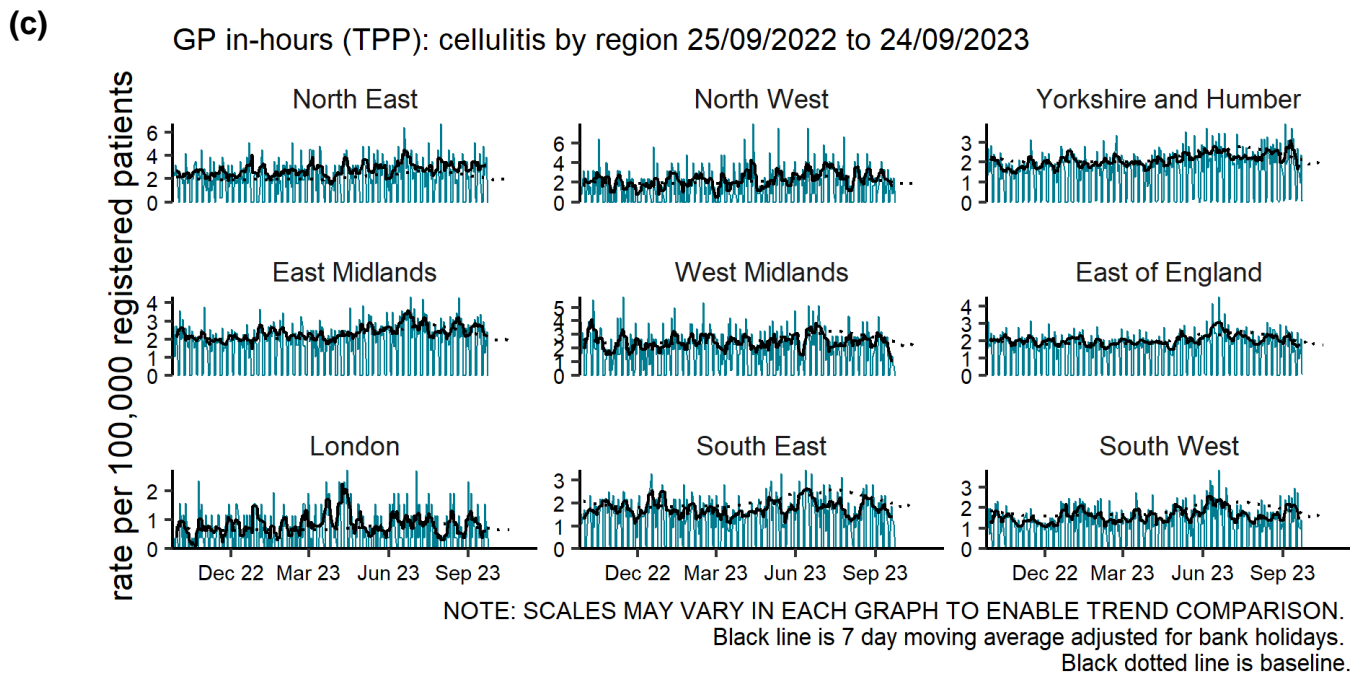 (c)
GP in-hours (TPP): cellulitis by region 25/09/2022 to 24/09/2023
rate per 100,000 registered patients
North East
6
4
2
0
North West
6
4
2
0
Yorkshire and Humber
3
2
1
0
East Midlands
4
3
2
1
0
West Midlands
5
4
3
2
1
0
East of England
4
3
2
1
0
London
2
1
0
Dec 22 Mar 23 Jun 23 Sep 23
South East
3
2
1
0
Dec 22 Mar 23 Jun 23 Sep 23
South West
3
2
1
0
Dec 22 Mar 23 Jun 23 Sep 23
NOTE: SCALES MAY VARY IN EACH GRAPH TO ENABLE TREND COMPARISON.
Black line is 7 day moving average adjusted for bank holidays.
Black dotted line is baseline.